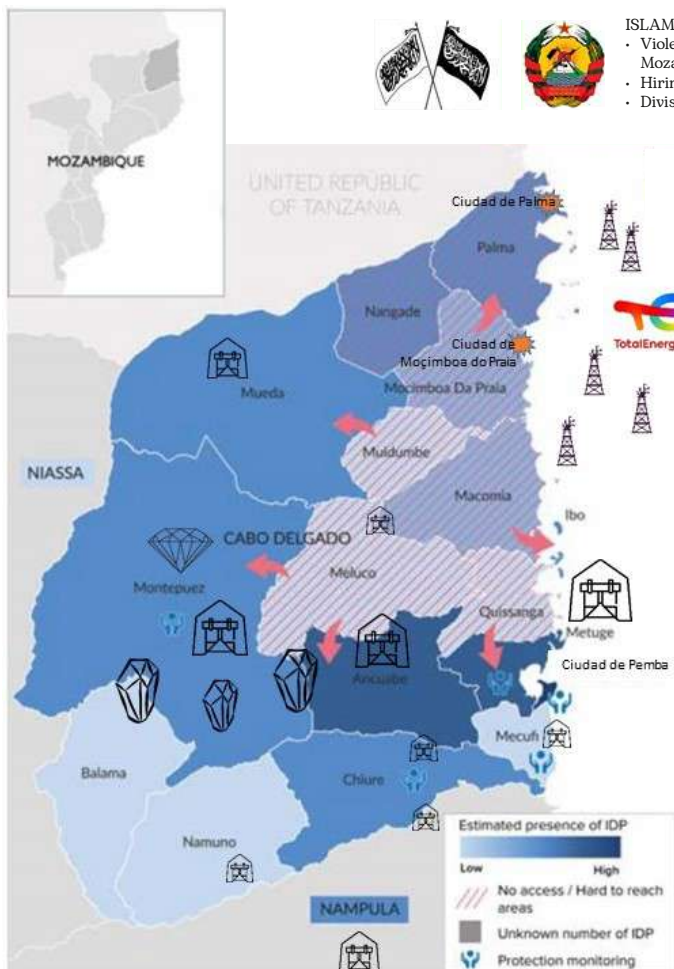 ISLAM
• Viole
Moza
• Hirin
• Divis
MOZAMBIQUE
UNITED REPUBLIC
OF TANZANIA
Ciudad de Palma
Palma
Nangade
TotalEnerg
Ciudad de
Moçimboa do Praia
Mocimboa Da Praia
Mueda
Muidumbe
NIASSA
Macomia
Ibo
CABO DELGADO
Meluco
Montepuez
Quissanga
Metuge
Ciudad de Pemba
Ancuabe
Mecufi
Balama
Chiure
Namuno
NAMPULA
Estimated presence of IDP
Low High
No access / Hard to reach
areas
Unknown number of IDP
Protection monitoring